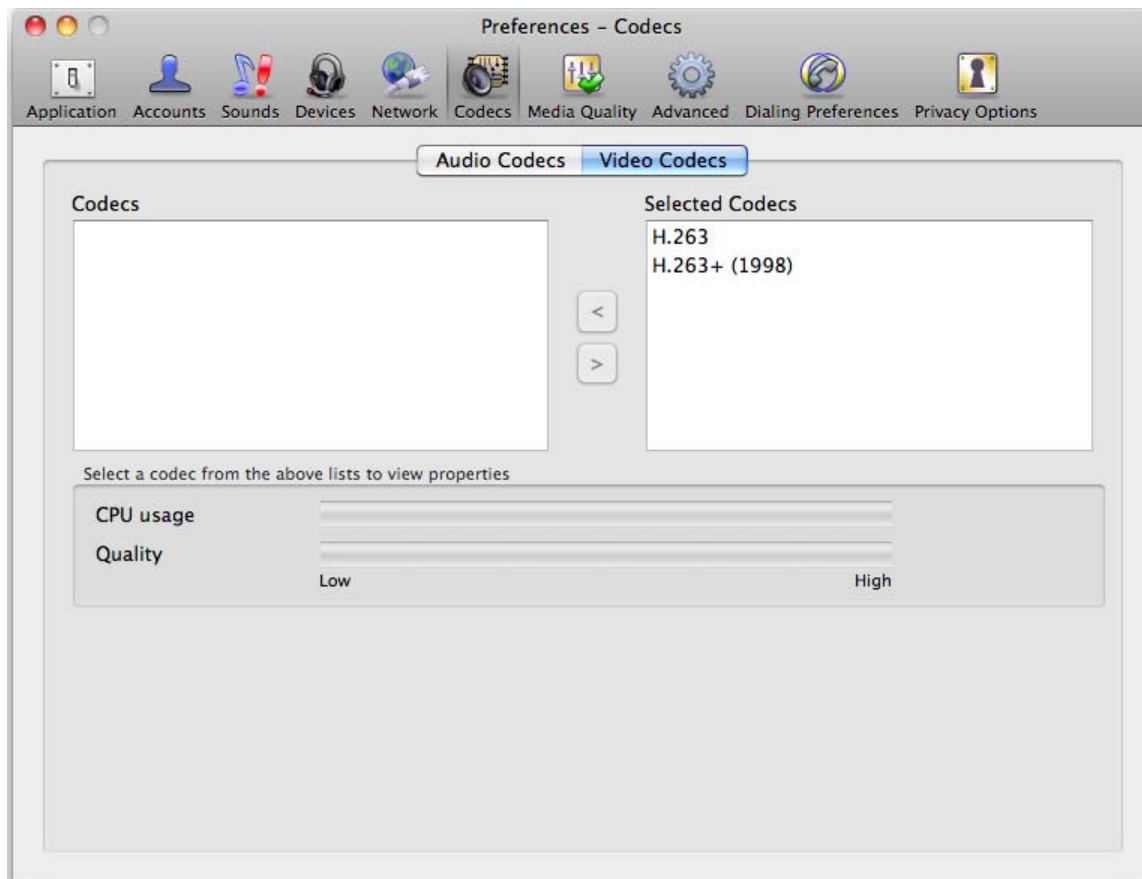 Preferences – Codecs
Application Accounts Sounds Devices Network Codecs Media Quality Advanced Dialing Preferences Privacy Options
Audio Codecs Video Codecs
Codecs Selected Codecs
H.263
H.263+ (1998)
<
>
Select a codec from the above lists to view properties
CPU usage
Quality
Low High